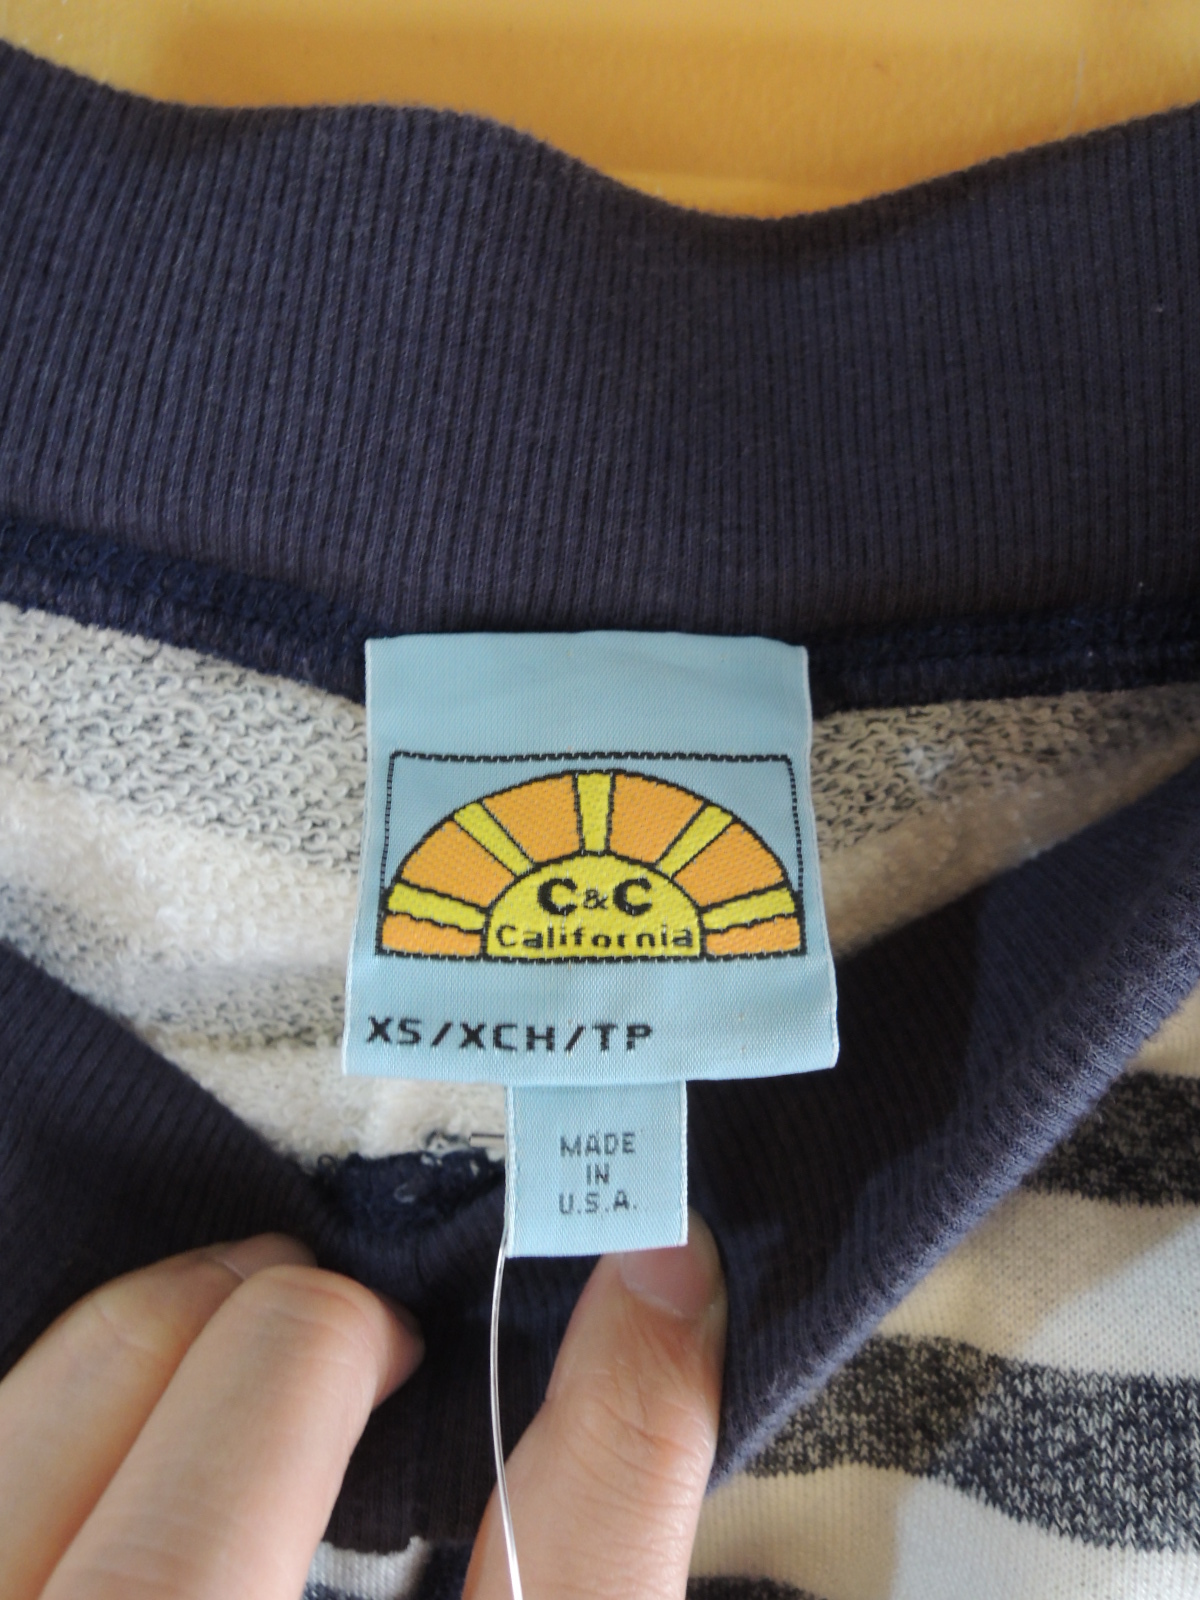 C&C
California
XS/XCH/TP
MADE
IN
U.S.A.